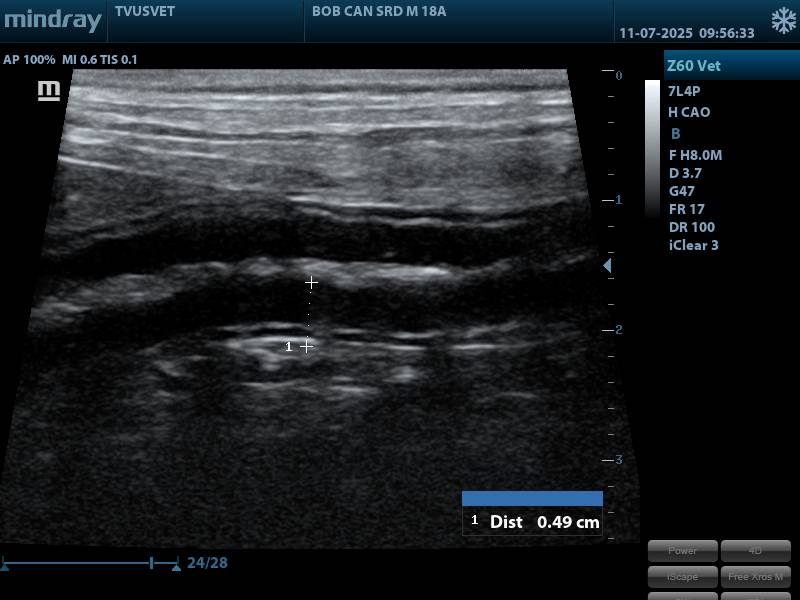 mindray
TVUSVET
BOB CAN SRD M 18A
11-07-2025 09:56:33
AP 100% MI 0.6 TIS 0.1
m
Z60 Vet
7L4P
H CAO
B
F H8.0M
D 3.7
G47
FR 17
DR 100
iClear 3
0
1
2
3
1
1 Dist 0.49 cm
24/28
Power
4D
iScape
Free Xros M